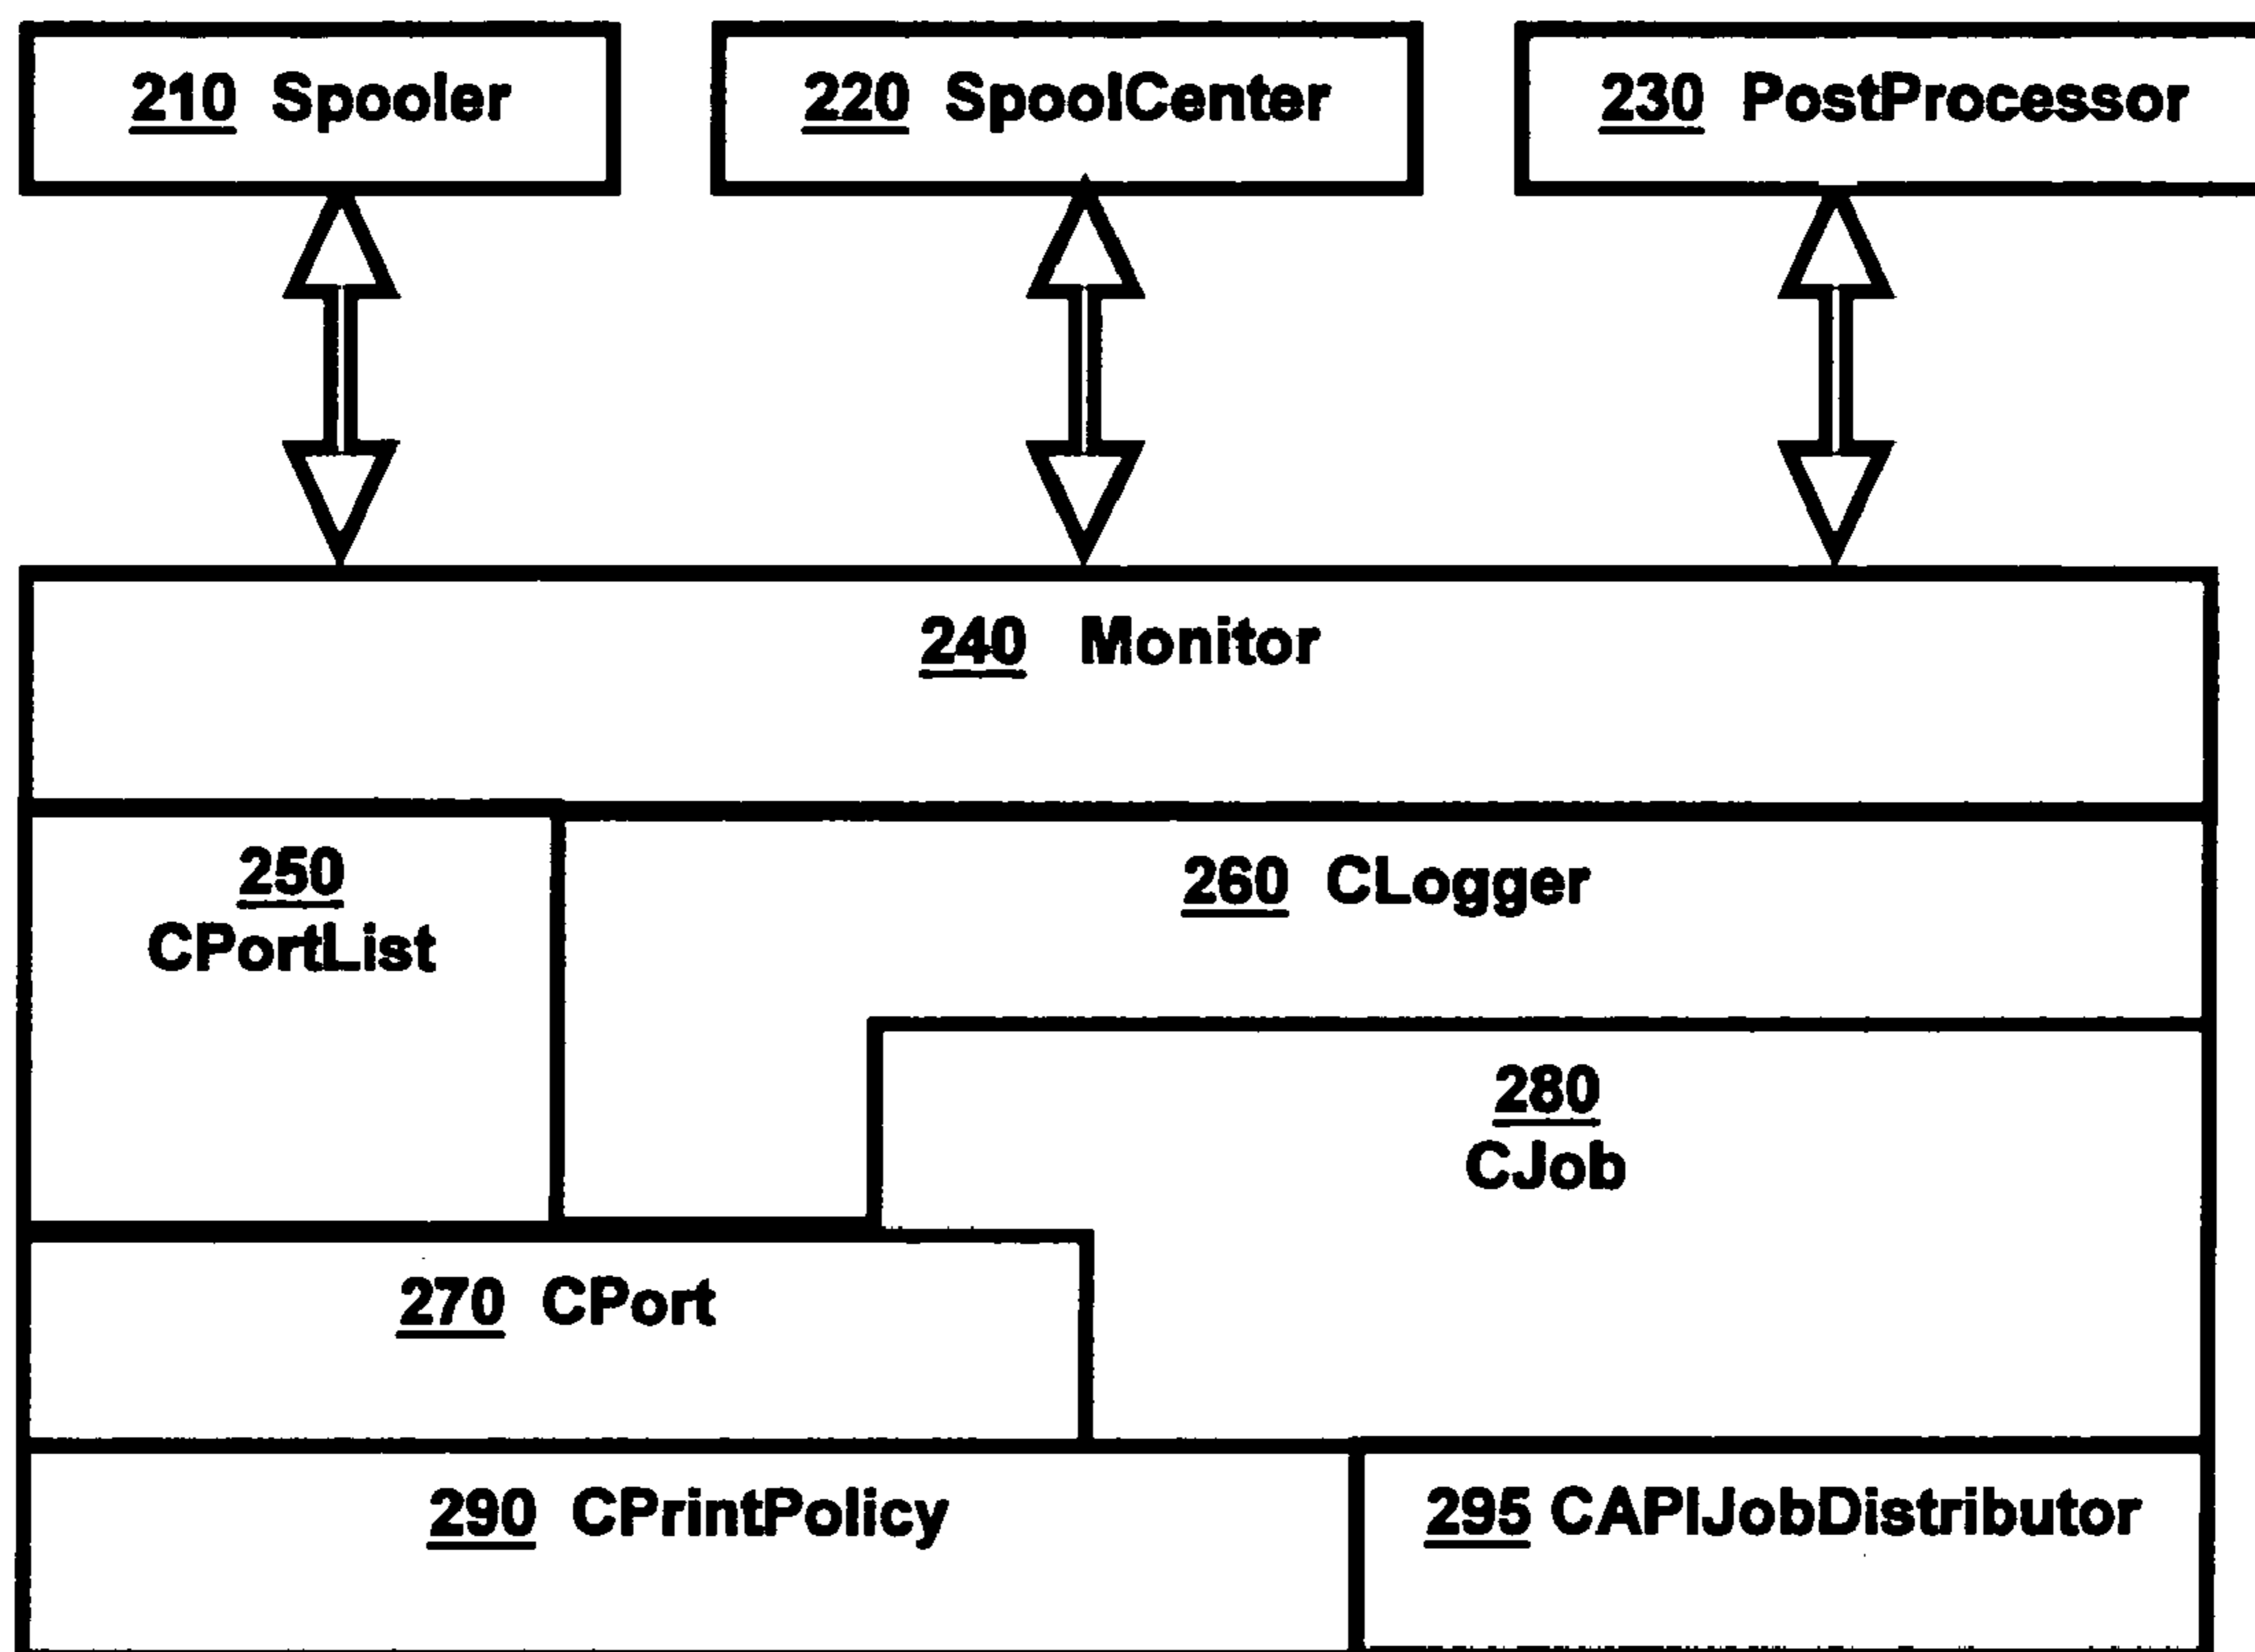 210 Spooler
220 SpoolCenter
230 PostProcessor
240 Monitor
250
CPortList
260 CLogger
280
CJob
270 CPort
290 CPrintPolicy
295 CAPIJobDistributor